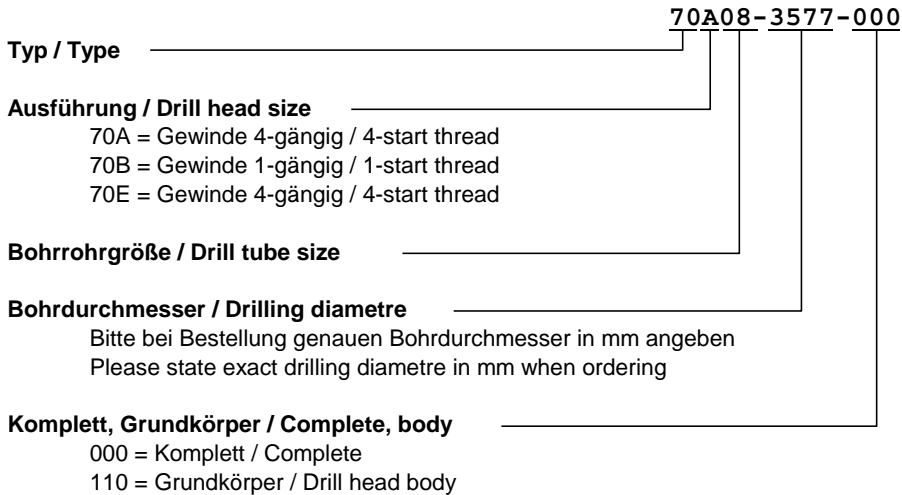 70A08-3577-000
Typ / Type
Ausführung / Drill head size
70A = Gewinde 4-gängig / 4-start thread
70B = Gewinde 1-gängig / 1-start thread
70E = Gewinde 4-gängig / 4-start thread
Bohrrohrgröße / Drill tube size
Bohrdurchmesser / Drilling diametre
Bitte bei Bestellung genauen Bohrdurchmesser in mm angeben
Please state exact drilling diametre in mm when ordering
Komplett, Grundkörper / Complete, body
000 = Komplett / Complete
110 = Grundkörper / Drill head body